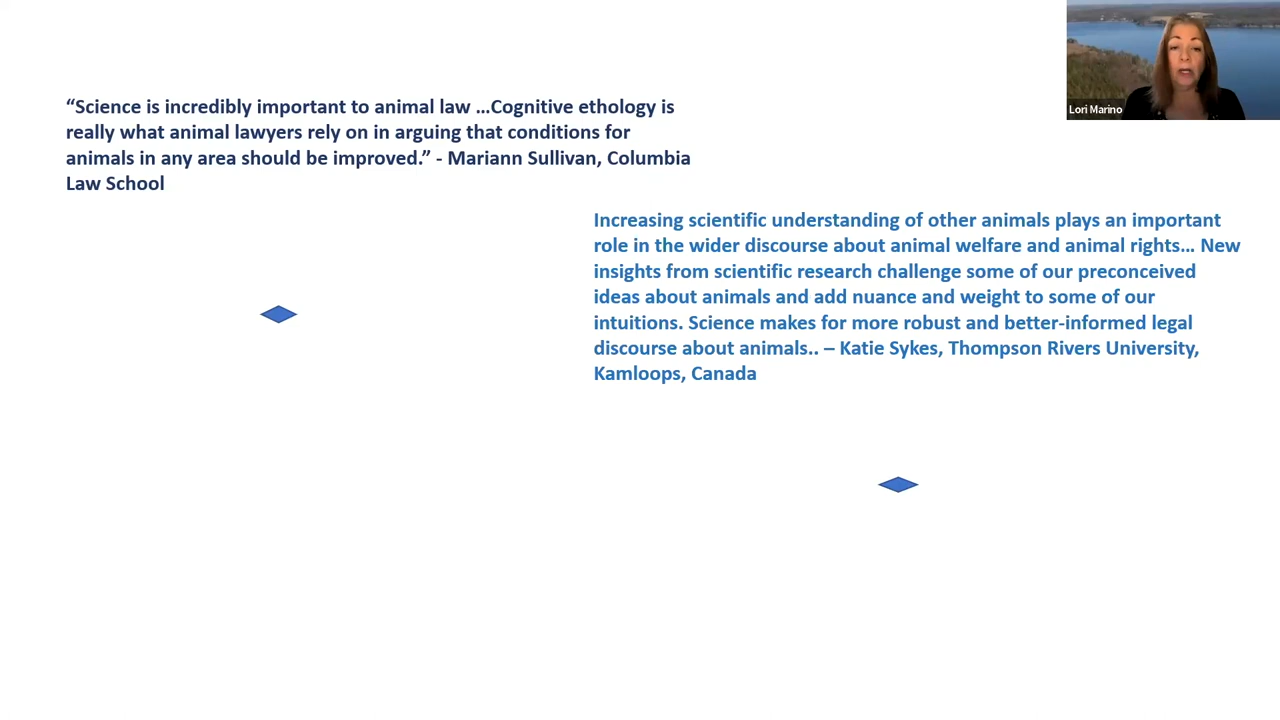 “Science is incredibly important to animal law …Cognitive ethology is
really what animal lawyers rely on in arguing that conditions for
animals in any area should be improved.” - Mariann Sullivan, Columbia
Law School
Increasing scientific understanding of other animals plays an important
role in the wider discourse about animal welfare and animal rights… New
insights from scientific research challenge some of our preconceived
ideas about animals and add nuance and weight to some of our
intuitions. Science makes for more robust and better-informed legal
discourse about animals.. – Katie Sykes, Thompson Rivers University,
Kamloops, Canada
Lori Marino